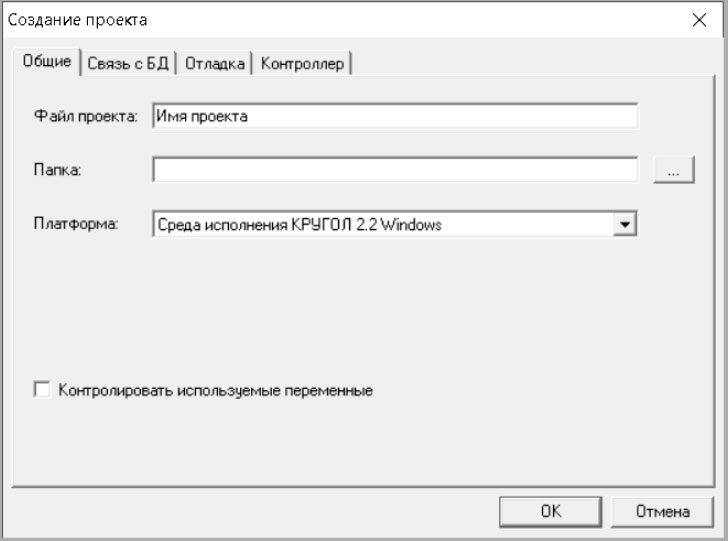 Создание проекта
Общие Связь с БД Отладка Контроллер
Файл проекта: Имя проекта
Папка: ...
Платформа: Среда исполнения КРУГОЛ 2.2 Windows
Контролировать используемые переменные
OK Отмена